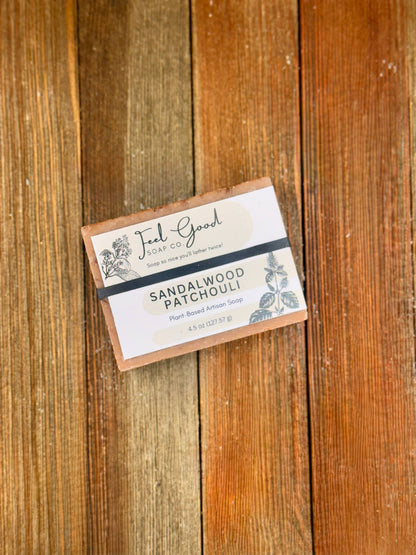 Feel Good
SOAP CO.
Soap so nice you'll lather twice!
SANDALWOOD
PATCHOULI
Plant-Based Artisan Soap
4.5 oz (127.57 g)